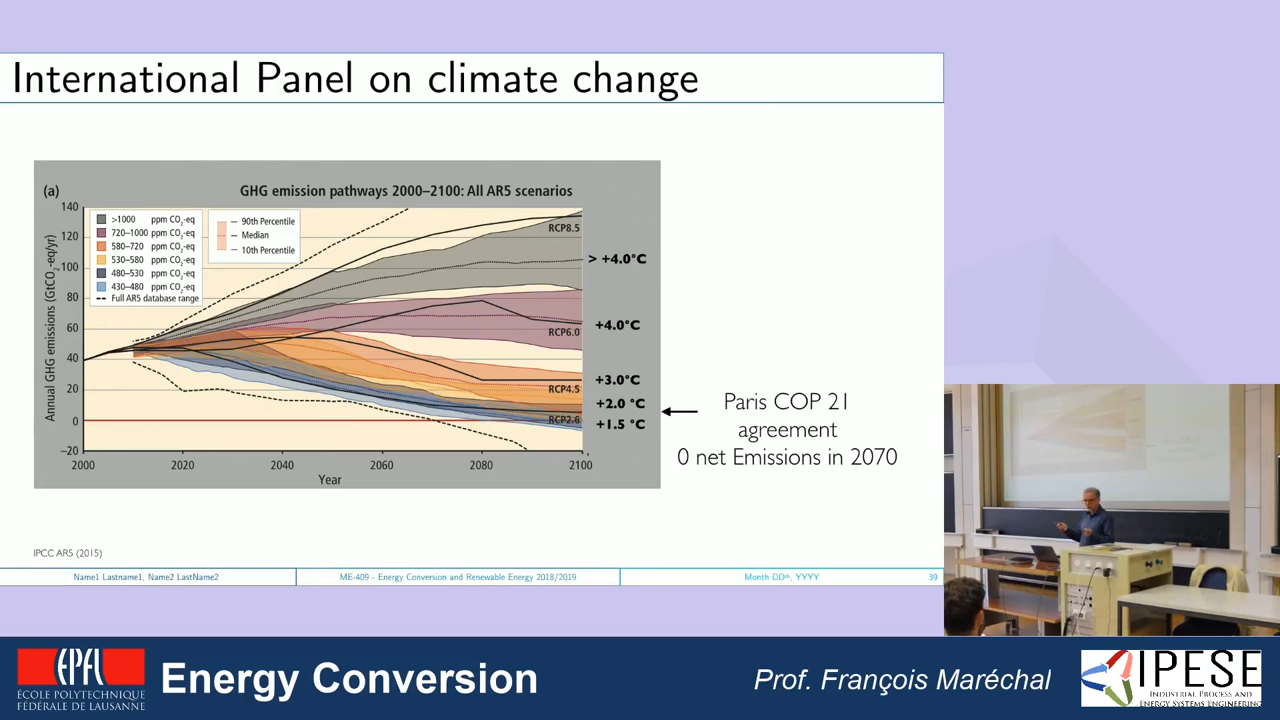 International Panel on climate change
(a)
GHG emission pathways 2000–2100: All AR5 scenarios
Annual GHG emissions (GtCO2-eq/yr)
140
120
100
80
60
40
20
0
−20
>1000 ppm CO2-eq
720–1000 ppm CO2-eq
580–720 ppm CO2-eq
530–580 ppm CO2-eq
480–530 ppm CO2-eq
430–480 ppm CO2-eq
Full AR5 database range
90th Percentile
Median
10th Percentile
RCP8.5
RCP6.0
RCP4.5
RCP2.6
> +4.0°C
+4.0°C
+3.0°C
+2.0 °C
+1.5 °C
2000 2020 2040 2060 2080 2100
Year
Paris COP 21
agreement
0 net Emissions in 2070
IPCC AR5 (2015)
Name1 Lastname1, Name2 LastName2
ME-409 - Energy Conversion and Renewable Energy 2018/2019
Month DDth, YYYY
39
EPFL
ÉCOLE POLYTECHNIQUE
FÉDÉRALE DE LAUSANNE
Energy Conversion
Prof. François Maréchal
IPESE
Industrial Process and
Energy Systems Engineering